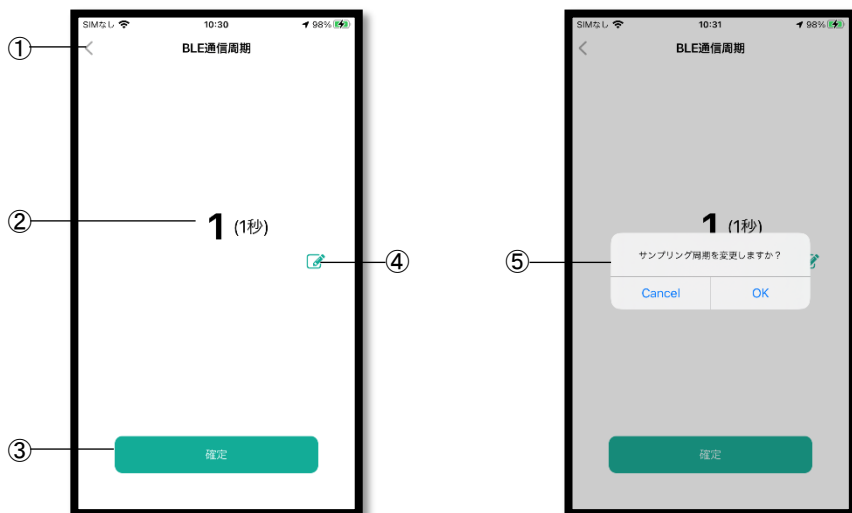 SIMなし 10:30 98%
① BLE通信周期
② 1 (1秒)
④
③ 確定
SIMなし 10:31 98%
BLE通信周期
1 (1秒)
⑤ サンプリング周期を変更しますか？
Cancel OK
確定